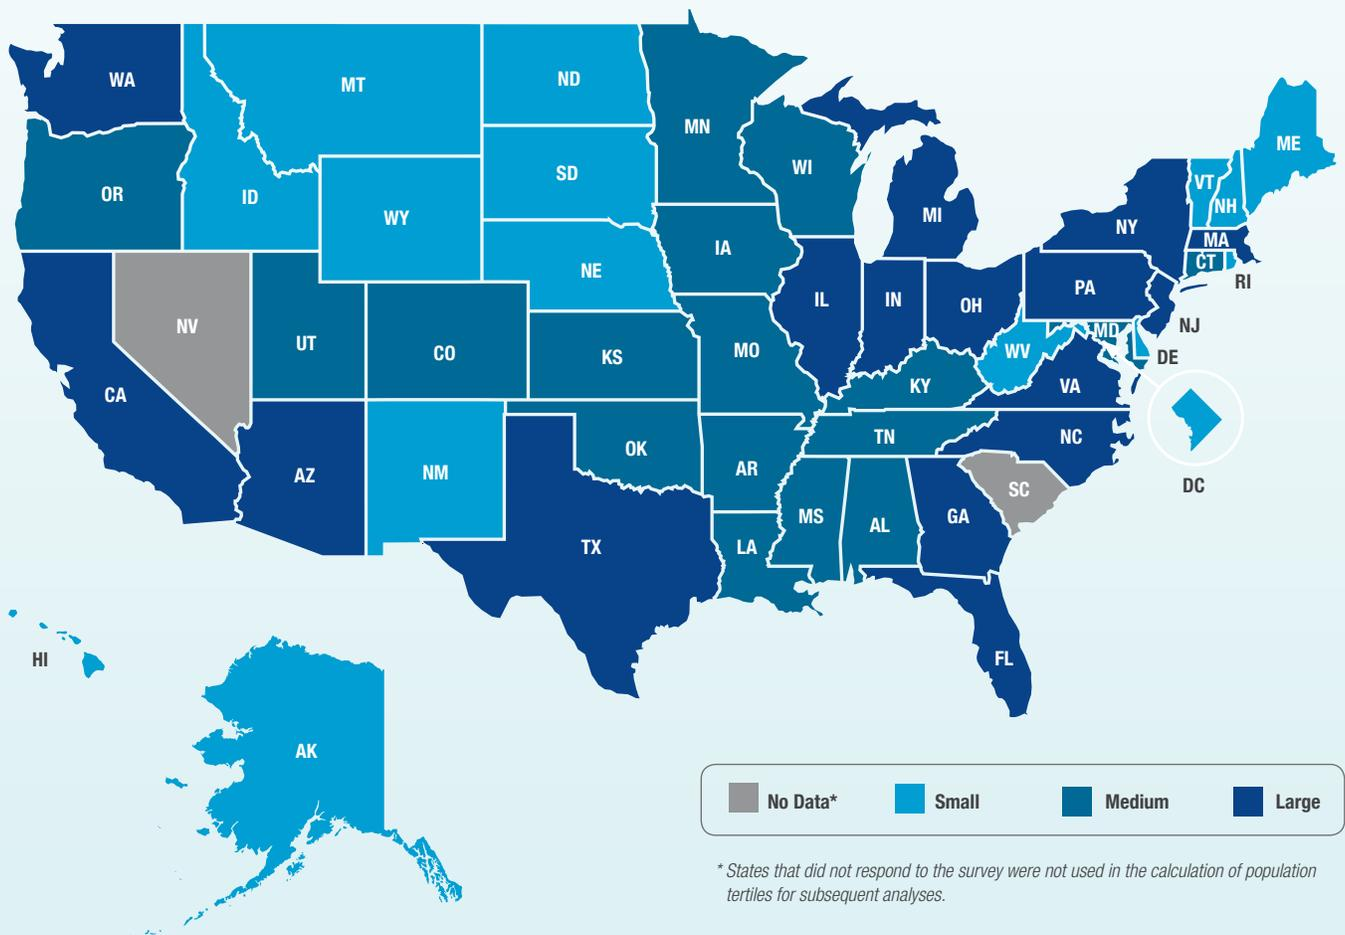 WA
MT
ND
MN
ME
WI
SD
VT
OR
ID
NH
WY
MI
NY
MA
IA
CT
NE
RI
PA
IL
IN
OH
NV
NJ
MD
UT
CO
KS
MO
WV
DE
KY
VA
CA
TN
NC
OK
AR
NM
AZ
DC
SC
MS
AL
GA
LA
TX
FL
HI
AK
No Data*
Small
Medium
Large
* States that did not respond to the survey were not used in the calculation of population
tertiles for subsequent analyses.